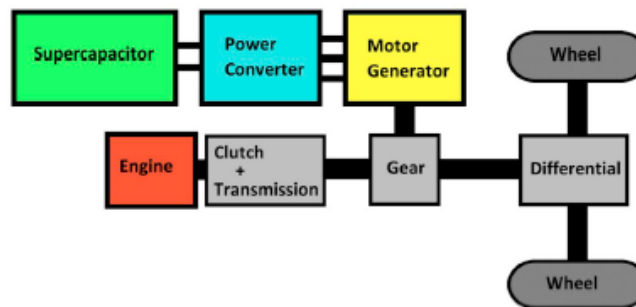 Supercapacitor
Power
Converter
Motor
Generator
Wheel
Engine
Clutch
+
Transmission
Gear
Differential
Wheel